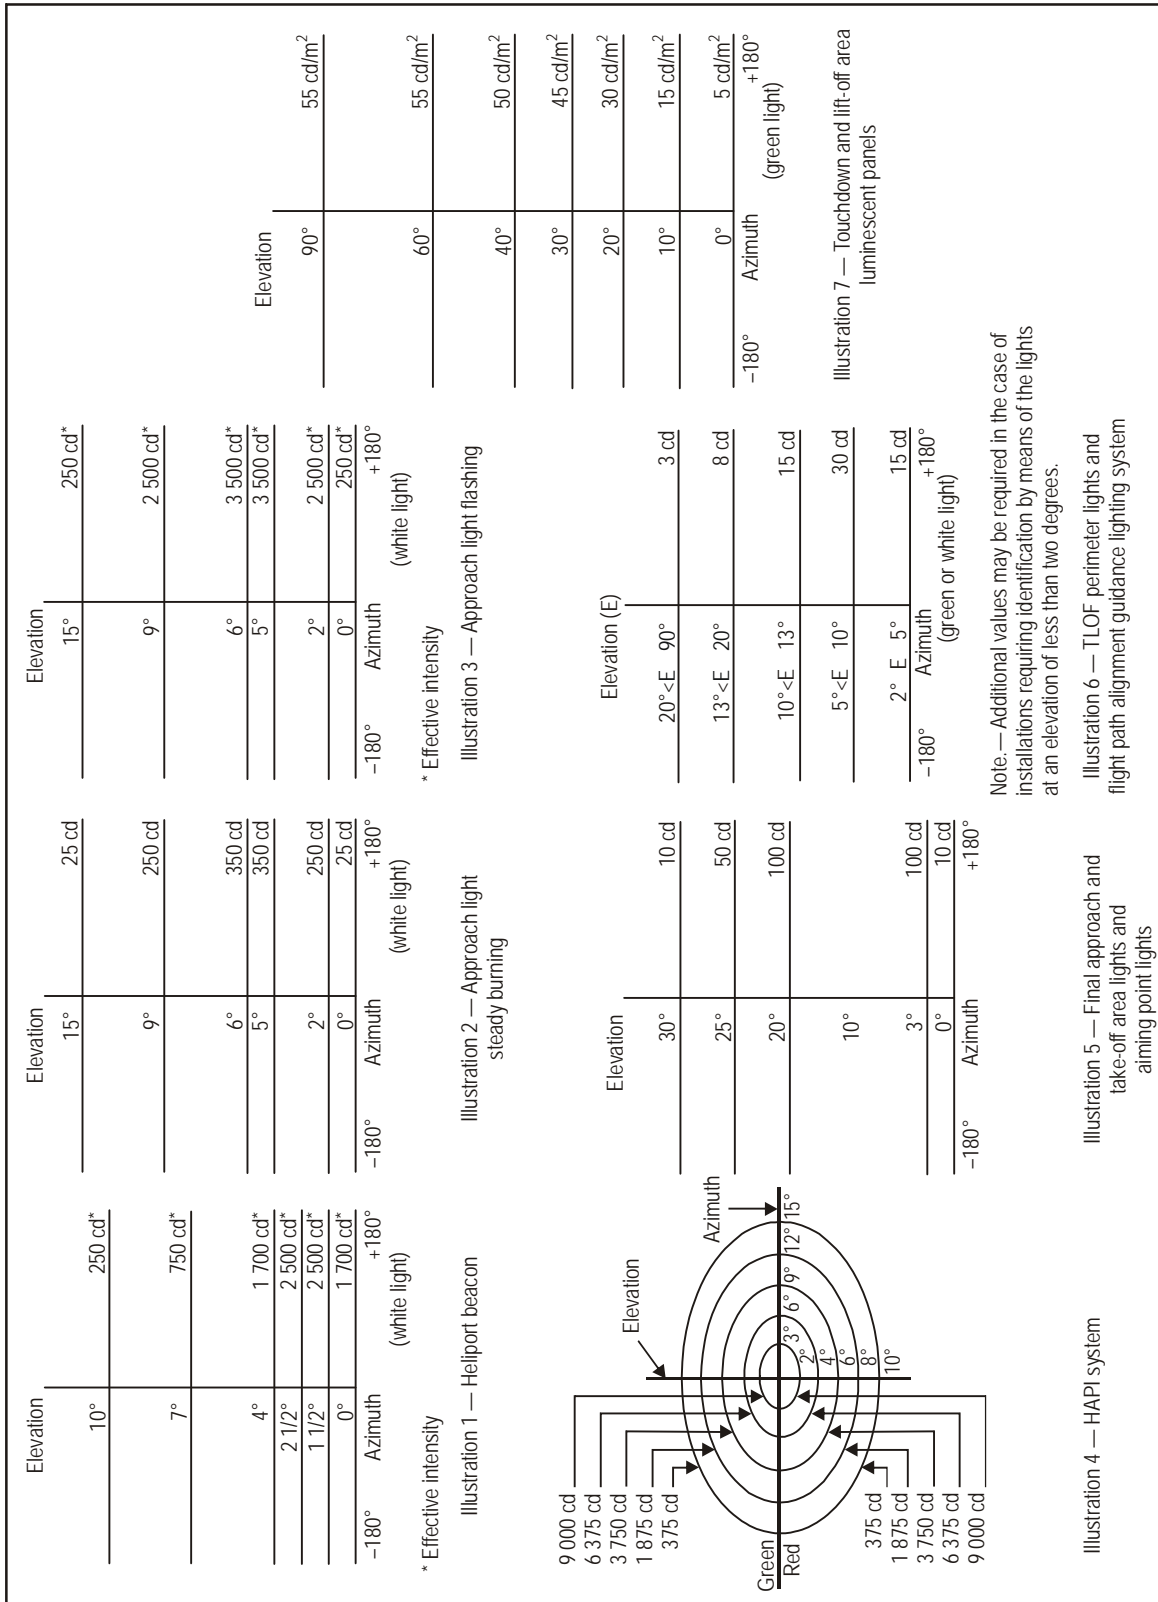 Elevation
10° 250 cd*
7° 750 cd*
4° 1 700 cd*
2 1/2° 2 500 cd*
1 1/2° 2 500 cd*
0° 1 700 cd*
–180° Azimuth +180°
(white light)
* Effective intensity
Illustration 1 — Heliport beacon
Elevation
15° 25 cd
9° 250 cd
6° 350 cd
5° 350 cd
2° 250 cd
0° 25 cd
–180° Azimuth +180°
(white light)
Illustration 2 — Approach light
steady burning
Elevation
15° 250 cd*
9° 2 500 cd*
6° 3 500 cd*
5° 3 500 cd*
2° 2 500 cd*
0° 250 cd*
–180° Azimuth +180°
(white light)
* Effective intensity
Illustration 3 — Approach light flashing
9 000 cd
6 375 cd
3 750 cd
1 875 cd
375 cd
Elevation
Azimuth
Green
Red
3° 6° 9° 12° 15°
2°
4°
6°
8°
10°
375 cd
1 875 cd
3 750 cd
6 375 cd
9 000 cd
Illustration 4 — HAPI system
Elevation
30° 10 cd
25° 50 cd
20° 100 cd
10°
3° 100 cd
0° 10 cd
–180° Azimuth +180°
Illustration 5 — Final approach and
take-off area lights and
aiming point lights
Elevation (E)
20°<E 90° 3 cd
13°<E 20° 8 cd
10°<E 13° 15 cd
5°<E 10° 30 cd
2° E 5° 15 cd
–180° Azimuth +180°
(green or white light)
Note.— Additional values may be required in the case of
installations requiring identification by means of the lights
at an elevation of less than two degrees.
Illustration 6 — TLOF perimeter lights and
flight path alignment guidance lighting system
Elevation
90° 55 cd/m²
60° 55 cd/m²
40° 50 cd/m²
30° 45 cd/m²
20° 30 cd/m²
10° 15 cd/m²
0° 5 cd/m²
–180° Azimuth +180°
(green light)
Illustration 7 — Touchdown and lift-off area
luminescent panels